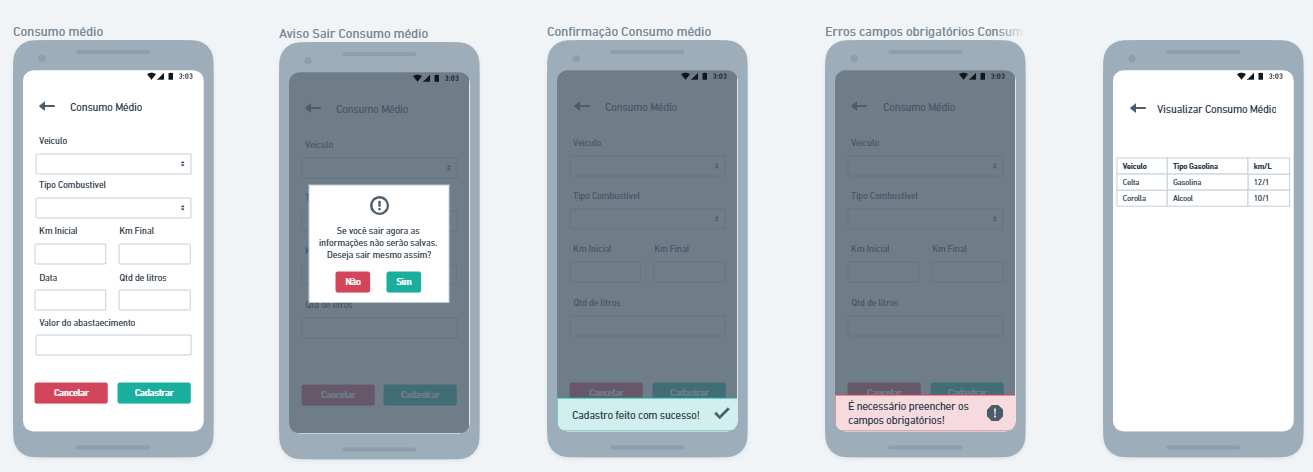 Consumo médio
3:03
Consumo Médio
Veiculo
Tipo Combustivel
Km Inicial Km Final
Data Qtd de litros
Valor do abastaecimento
Cancelar Cadastrar
Aviso Sair Consumo médio
3:03
Consumo Médio
Veiculo
Se você sair agora as
informações não serão salvas.
Deseja sair mesmo assim?
Não Sim
Qtd de litros
Cancelar Cadastrar
Confirmação Consumo médio
3:03
Consumo Médio
Veiculo
Tipo Combustivel
Km Inicial Km Final
Qtd de litros
Cancelar Cadastrar
Cadastro feito com sucesso!
Erros campos obrigatórios Consum
3:03
Consumo Médio
Veiculo
Tipo Combustivel
Km Inicial Km Final
Qtd de litros
Cancelar Cadastrar
É necessário preencher os
campos obrigatórios!
3:03
Visualizar Consumo Médio
Veiculo Tipo Gasolina km/L
Celta Gasolina 12/1
Corolla Alcool 10/1